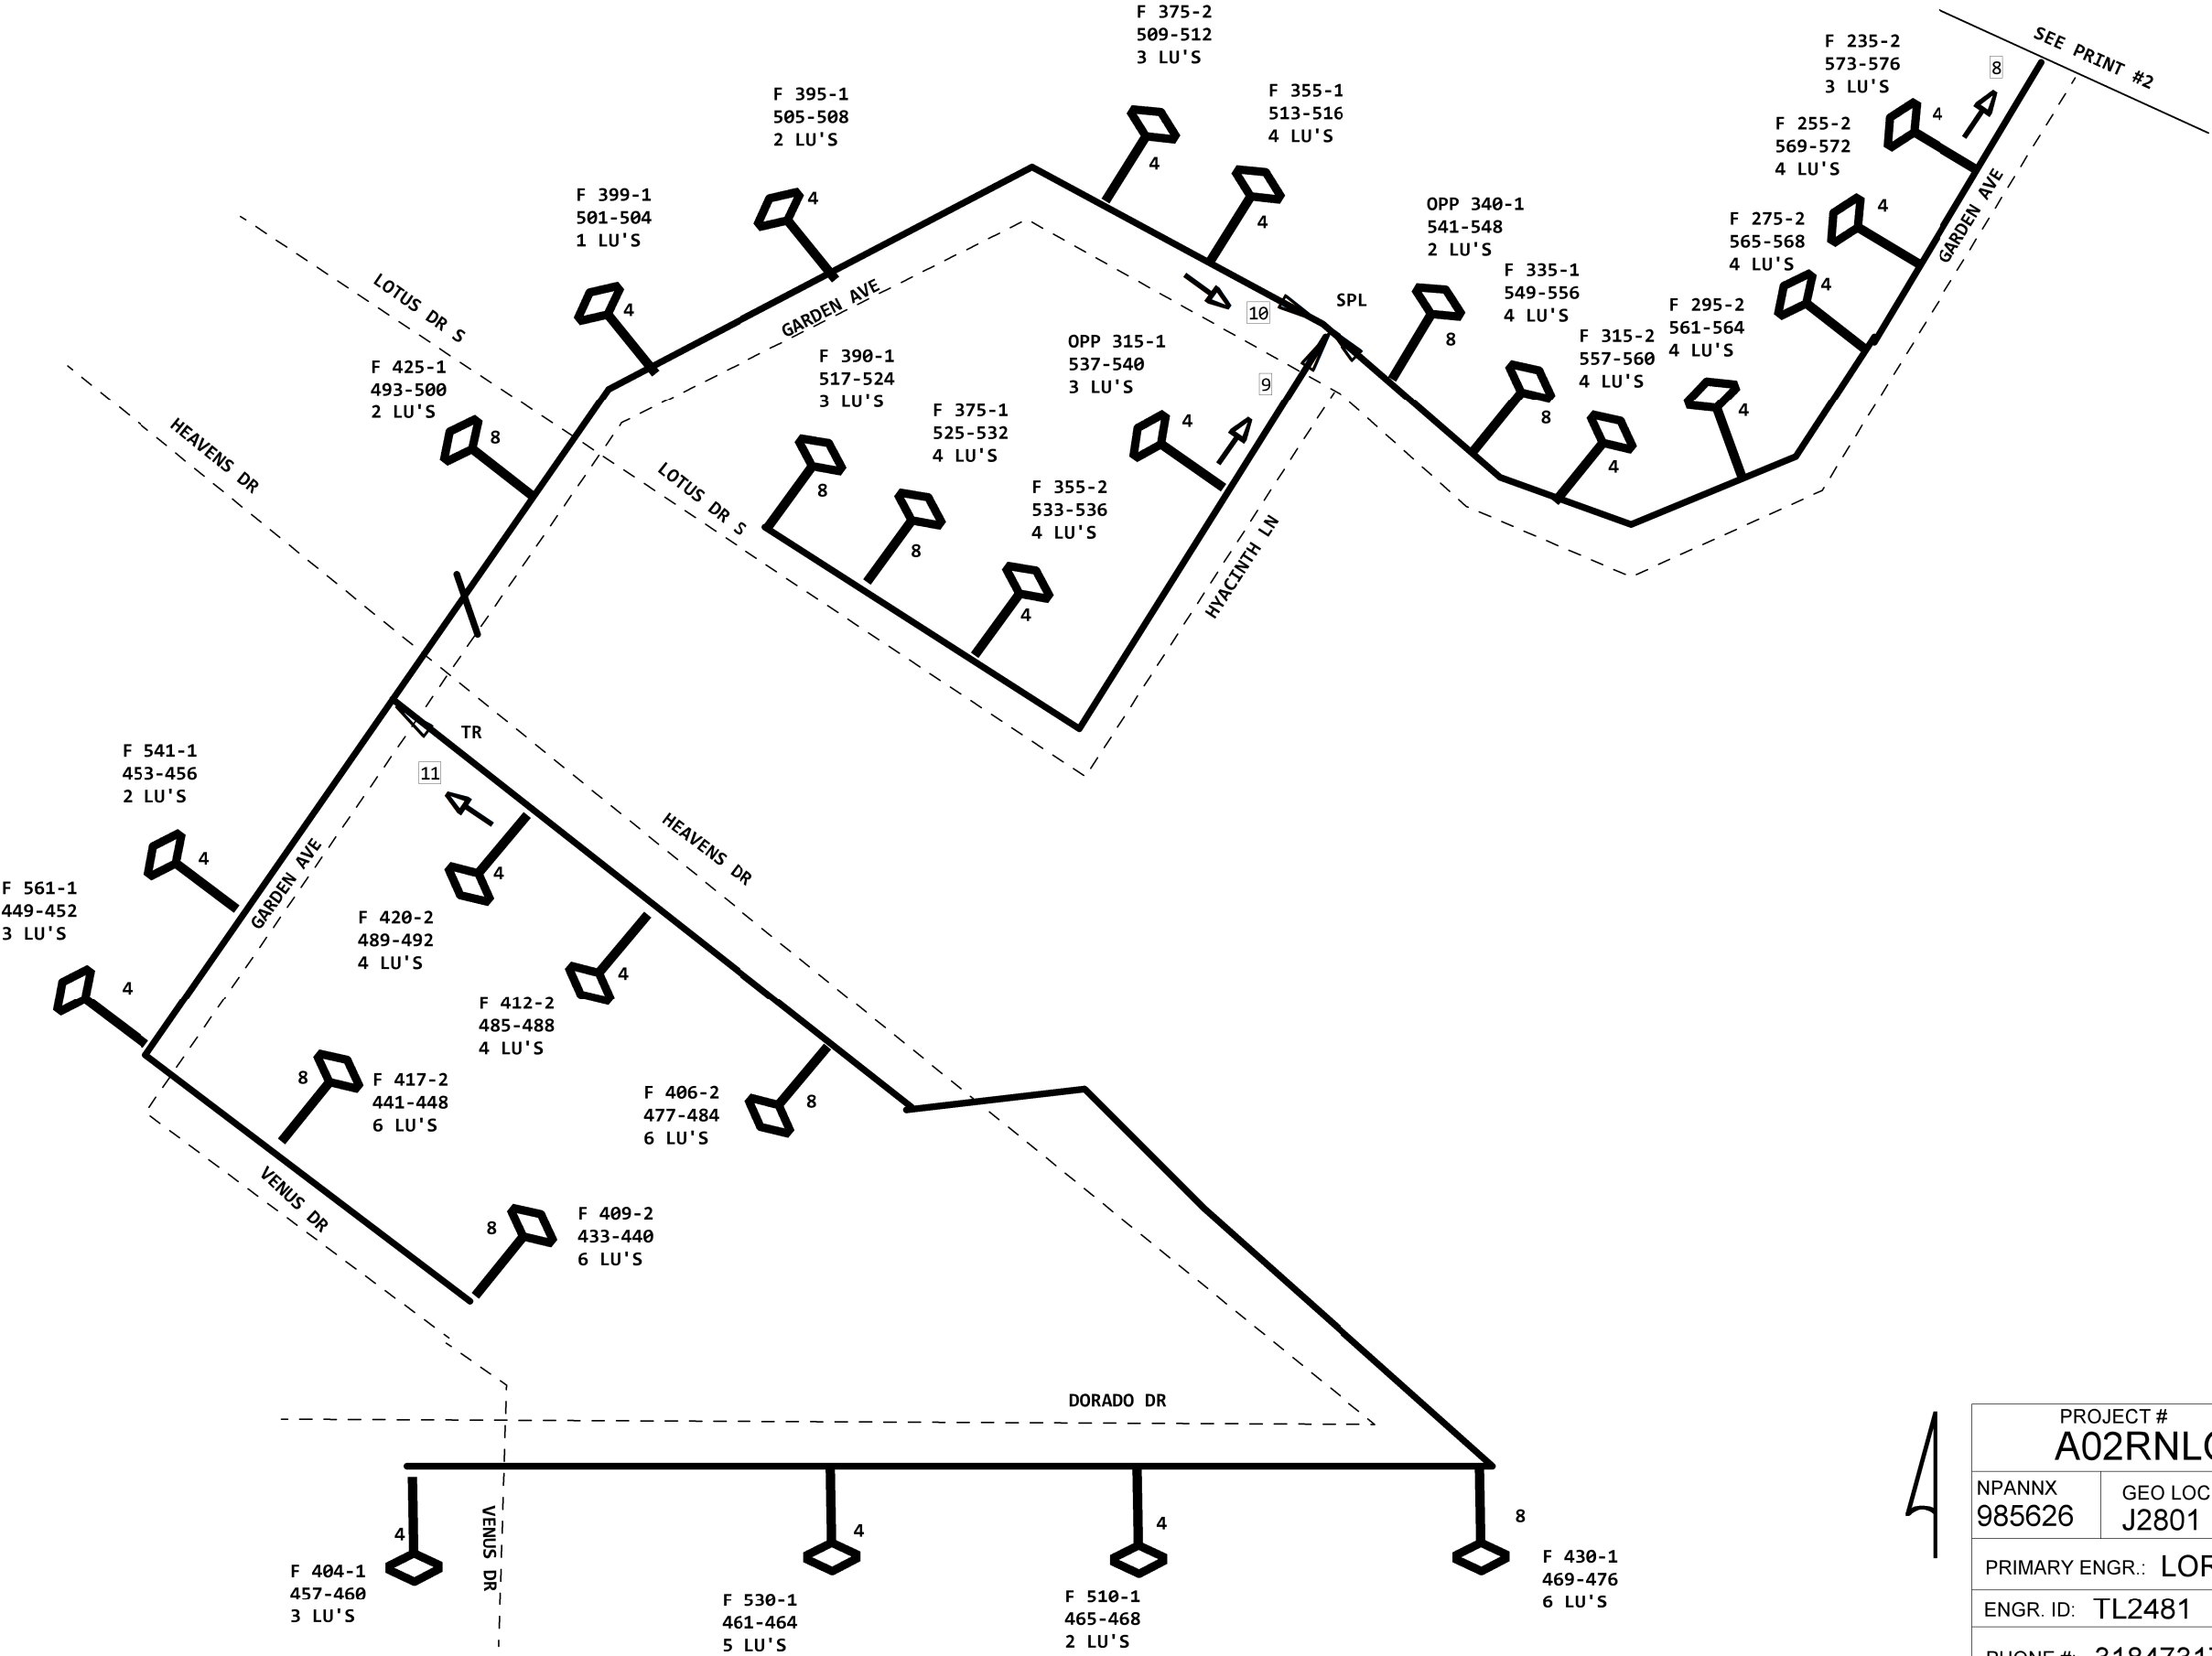 F 375-2
509-512
3 LU'S
F 355-1
513-516
4 LU'S
4
4
F 395-1
505-508
2 LU'S
4
F 399-1
501-504
1 LU'S
4
F 235-2
573-576
3 LU'S
4
8
SEE PRINT #2
F 255-2
569-572
4 LU'S
4
F 275-2
565-568
4 LU'S
4
GARDEN AVE
LOTUS DR S
GARDEN AVE
10
SPL
OPP 340-1
541-548
2 LU'S
8
F 335-1
549-556
4 LU'S
8
F 315-2
557-560
4 LU'S
4
F 295-2
561-564
4 LU'S
4
F 425-1
493-500
2 LU'S
8
HEAVENS DR
F 390-1
517-524
3 LU'S
8
F 375-1
525-532
4 LU'S
8
OPP 315-1
537-540
3 LU'S
4
9
F 355-2
533-536
4 LU'S
4
LOTUS DR S
HYACINTH LN
TR
11
F 541-1
453-456
2 LU'S
4
HEAVENS DR
F 561-1
449-452
3 LU'S
4
GARDEN AVE
4
F 420-2
489-492
4 LU'S
4
F 412-2
485-488
4 LU'S
8
F 417-2
441-448
6 LU'S
F 406-2
477-484
6 LU'S
8
VENUS DR
8
F 409-2
433-440
6 LU'S
DORADO DR
VENUS DR
4
F 404-1
457-460
3 LU'S
4
F 530-1
461-464
5 LU'S
4
F 510-1
465-468
2 LU'S
8
F 430-1
469-476
6 LU'S
PROJECT #
NPANNX
985626
GEO LOC
J2801
PRIMARY ENGR.:
ENGR. ID: TL2481